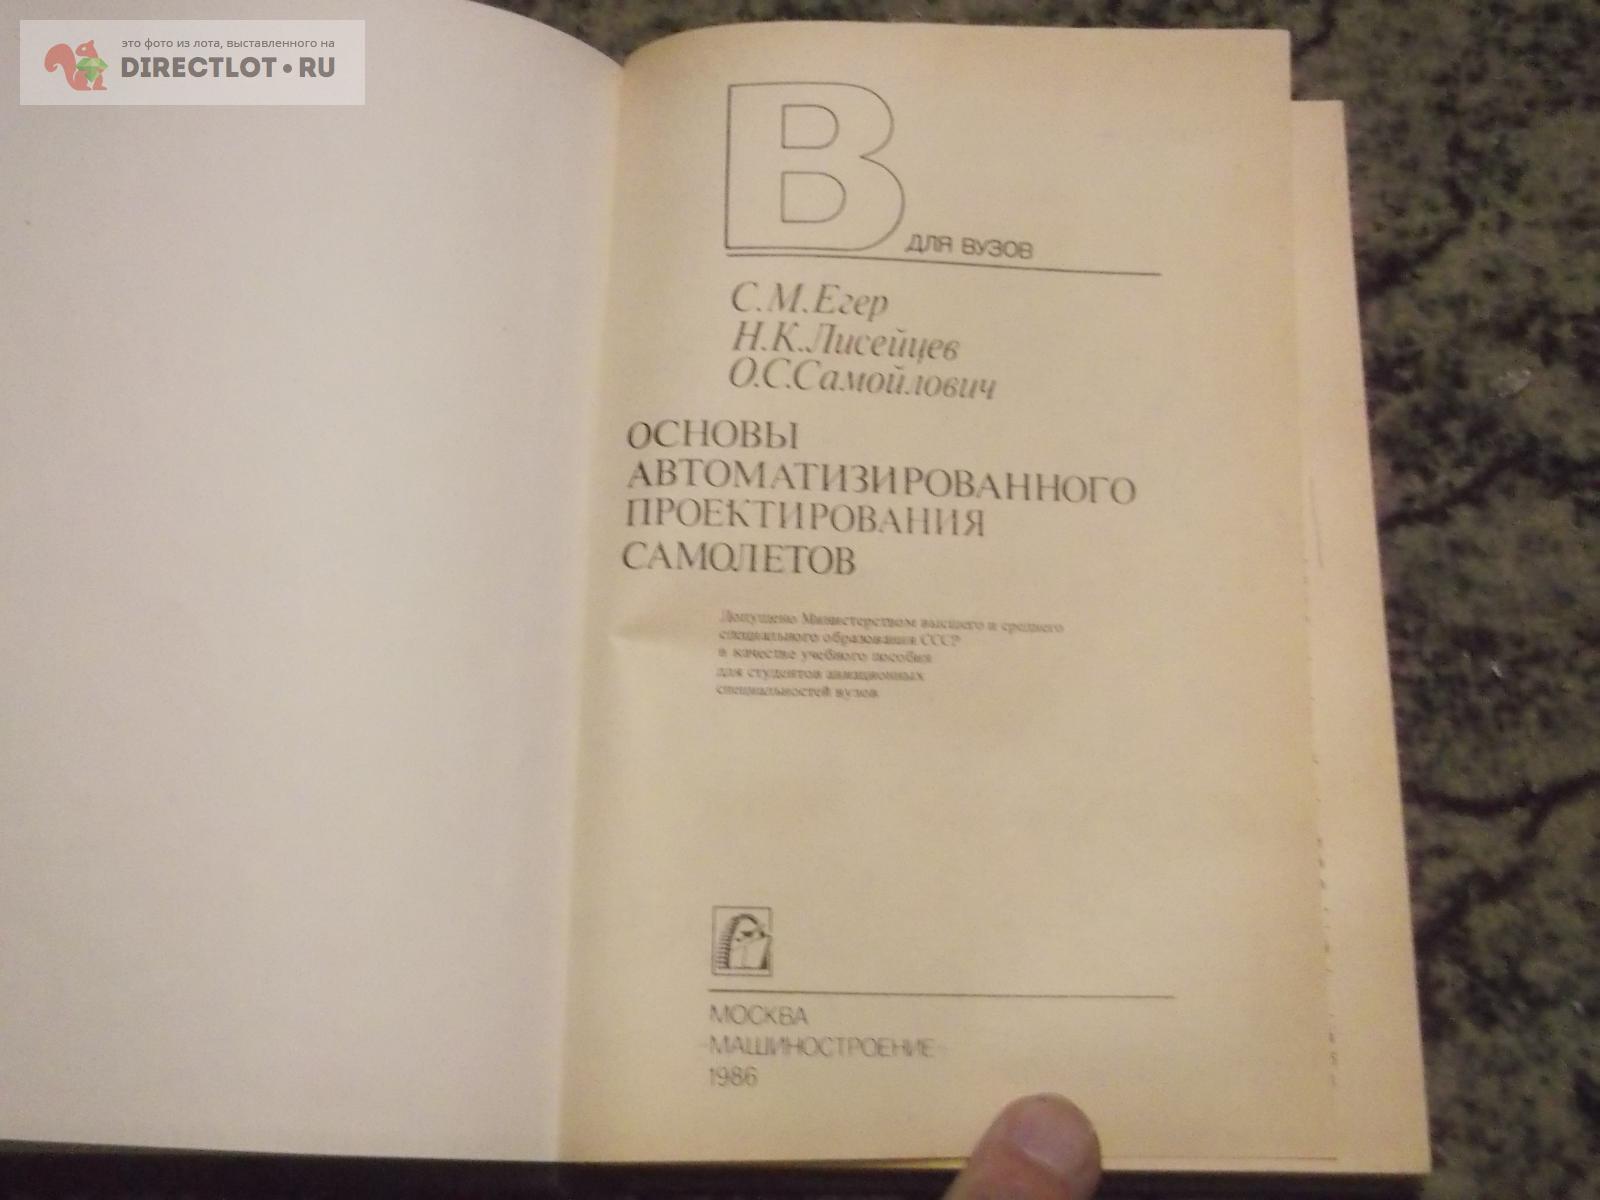 это фото из лота, выставленного на
DIRECTLOT•RU
В
ДЛЯ ВУЗОВ
С.М.Егер
Н.К.Лисейцев
О.С.Самойлович
ОСНОВЫ
АВТОМАТИЗИРОВАННОГО
ПРОЕКТИРОВАНИЯ
САМОЛЕТОВ
Допущено Министерством высшего и среднего
специального образования СССР
в качестве учебного пособия
для студентов авиационных
специальностей вузов
МОСКВА
«МАШИНОСТРОЕНИЕ»
1986